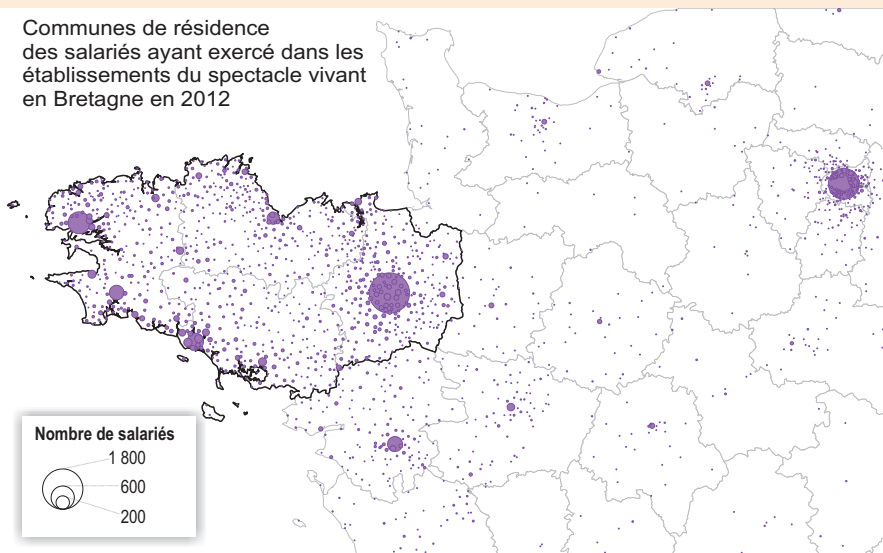 Communes de résidence
des salariés ayant exercé dans les
établissements du spectacle vivant
en Bretagne en 2012
Nombre de salariés
1 800
600
200